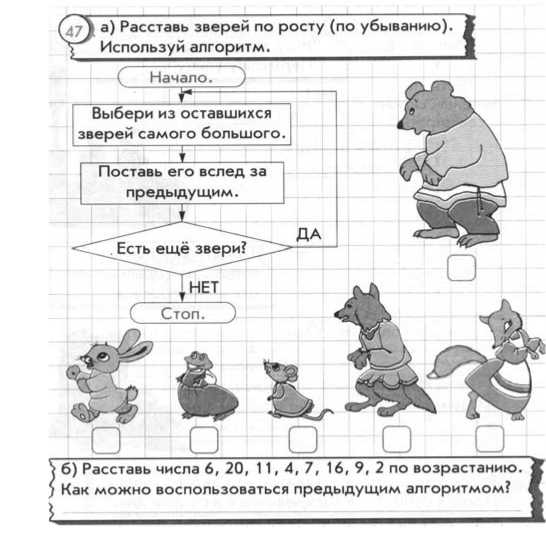 47 а) Расставь зверей по росту (по убыванию).
Используй алгоритм.
Начало.
Выбери из оставшихся
зверей самого большого.
Поставь его вслед за
предыдущим.
Есть ещё звери?
ДА
НЕТ
Стоп.
б) Расставь числа 6, 20, 11, 4, 7, 16, 9, 2 по возрастанию.
Как можно воспользоваться предыдущим алгоритмом?